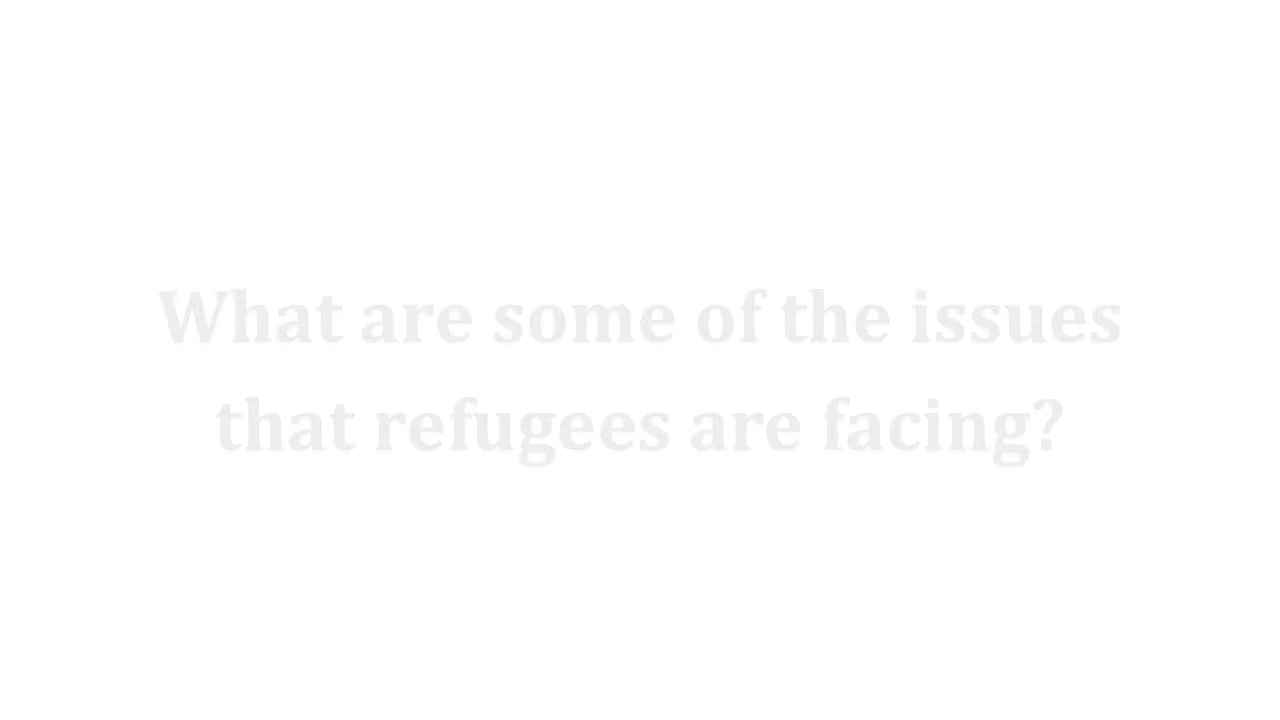 What are some of the issues
that refugees are facing?